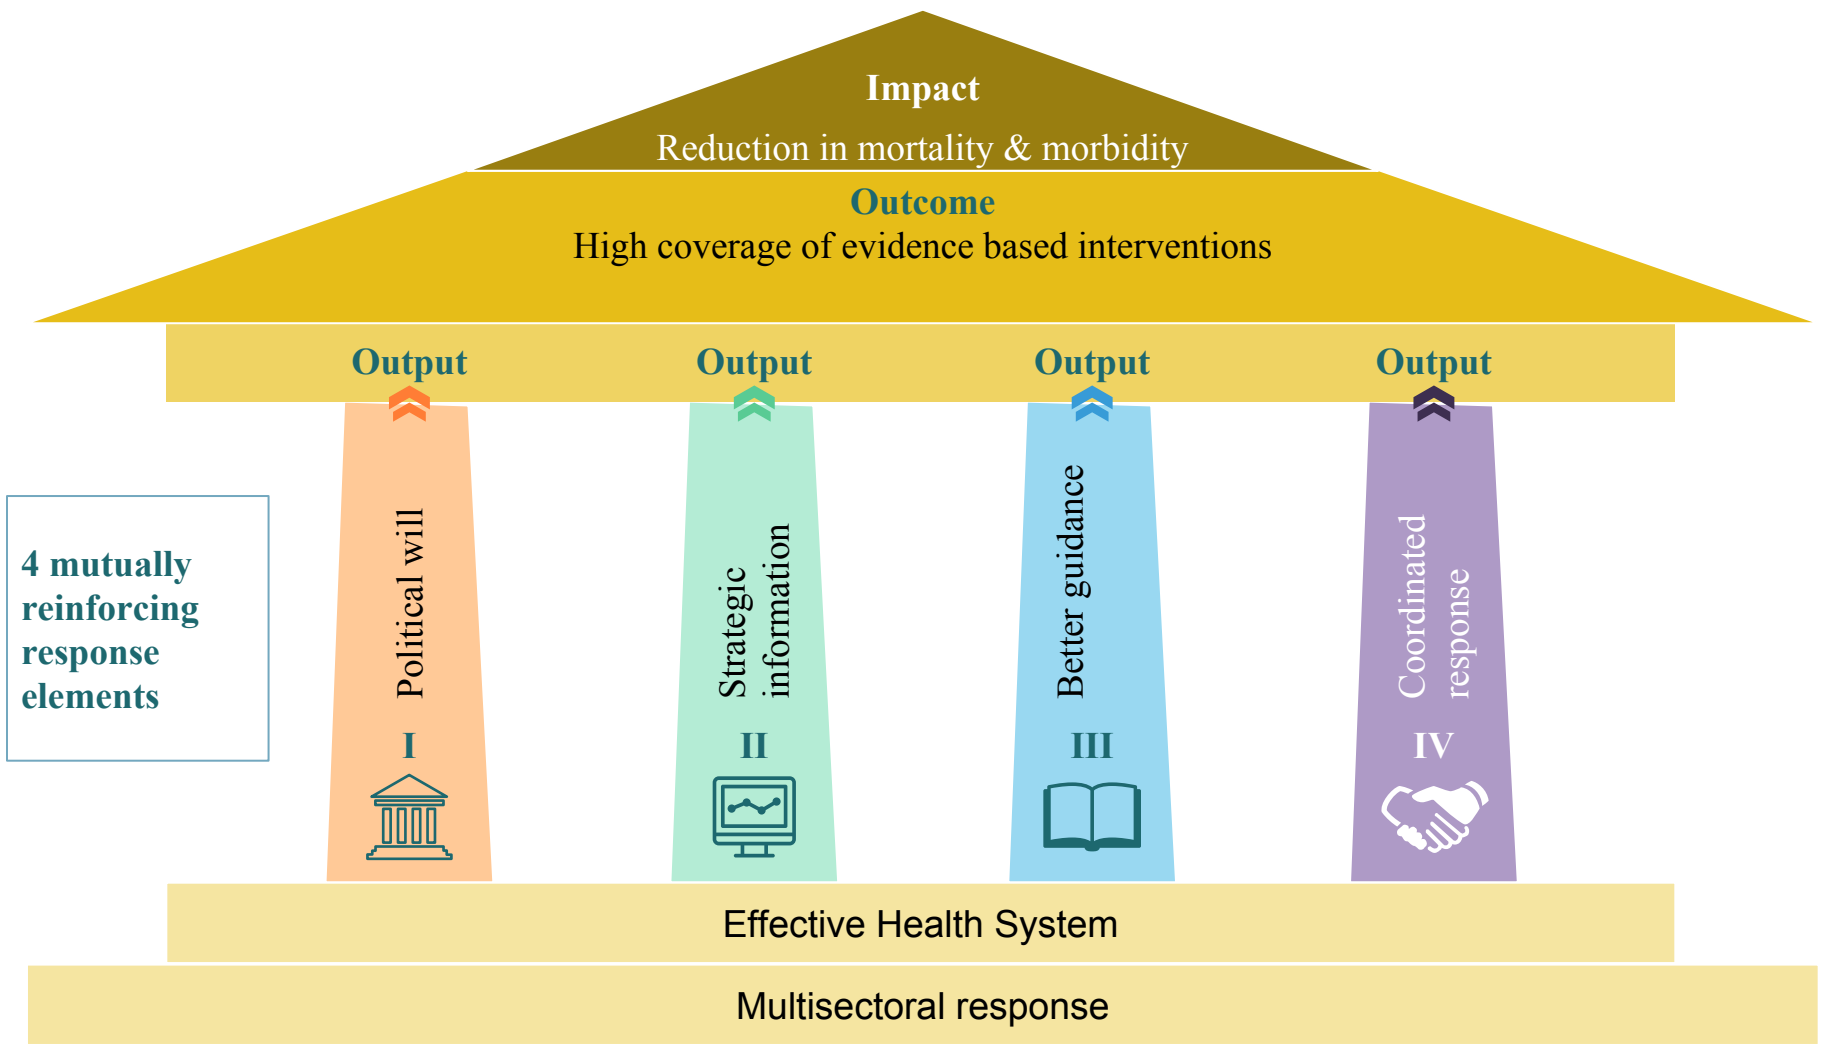 Impact
Reduction in mortality & morbidity
Outcome
High coverage of evidence based interventions
Output
Output
Output
Output
4 mutually
reinforcing
response
elements
Political will
I
Strategic
information
II
Better guidance
III
Coordinated
response
IV
Effective Health System
Multisectoral response